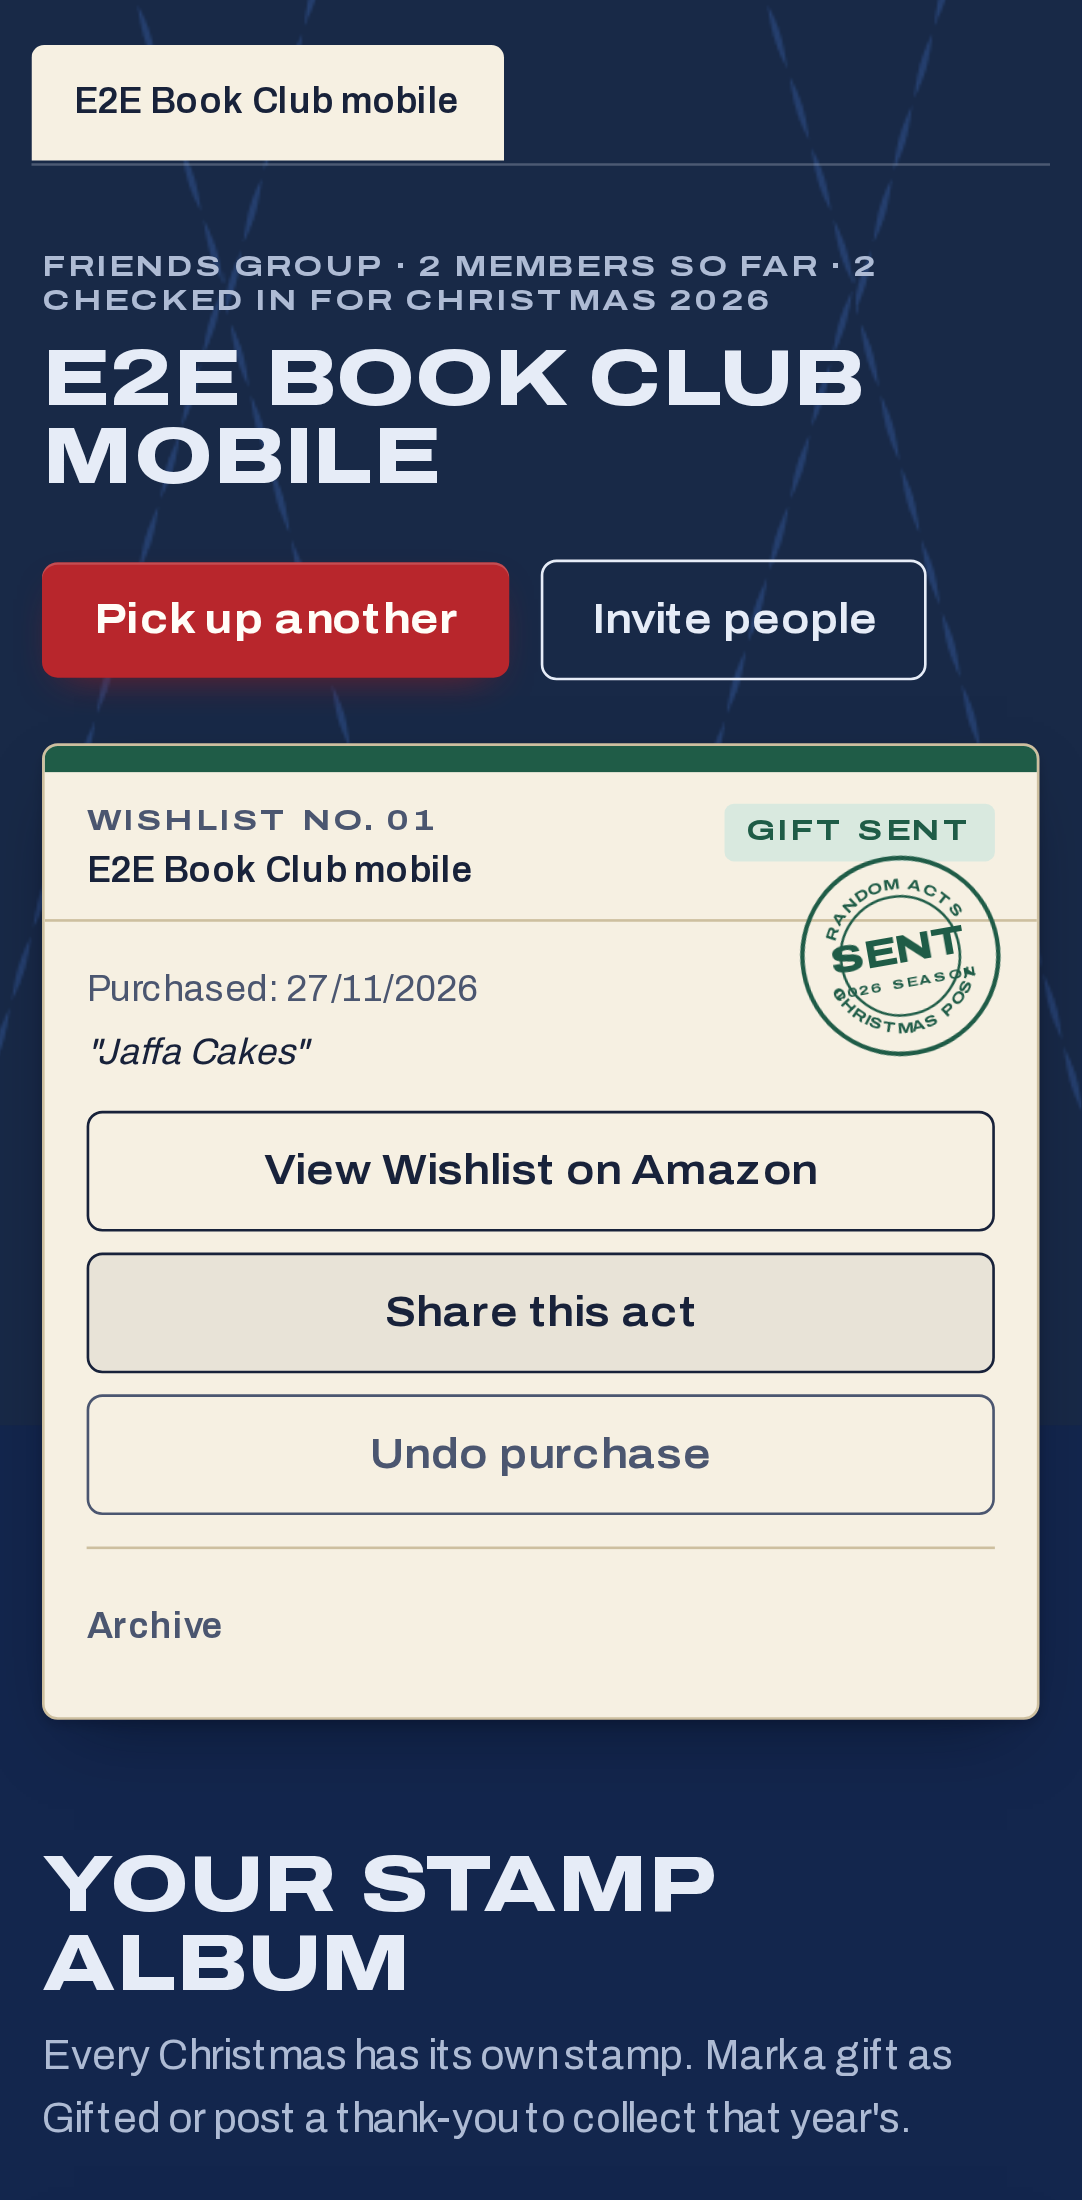 E2E Book Club mobile
FRIENDS GROUP · 2 MEMBERS SO FAR · 2
CHECKED IN FOR CHRISTMAS 2026
E2E BOOK CLUB
MOBILE
Pick up another
Invite people
WISHLIST NO. 01
GIFT SENT
E2E Book Club mobile
RANDOM ACTS
SENT
2026 SEASON
CHRISTMAS POST
Purchased: 27/11/2026
"Jaffa Cakes"
View Wishlist on Amazon
Share this act
Undo purchase
Archive
YOUR STAMP
ALBUM
Every Christmas has its own stamp. Mark a gift as
Gifted or post a thank-you to collect that year's.